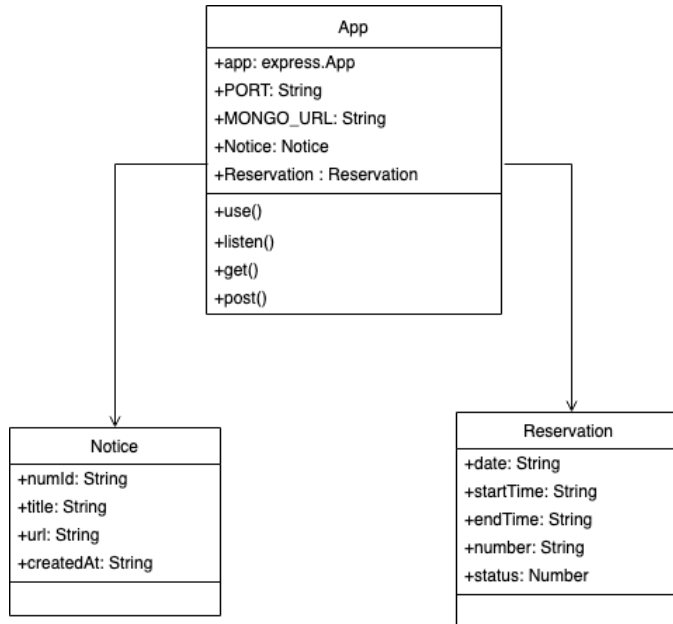 App
+app: express.App
+PORT: String
+MONGO_URL: String
+Notice: Notice
+Reservation : Reservation
+use()
+listen()
+get()
+post()
Notice
+numId: String
+title: String
+url: String
+createdAt: String
Reservation
+date: String
+startTime: String
+endTime: String
+number: String
+status: Number